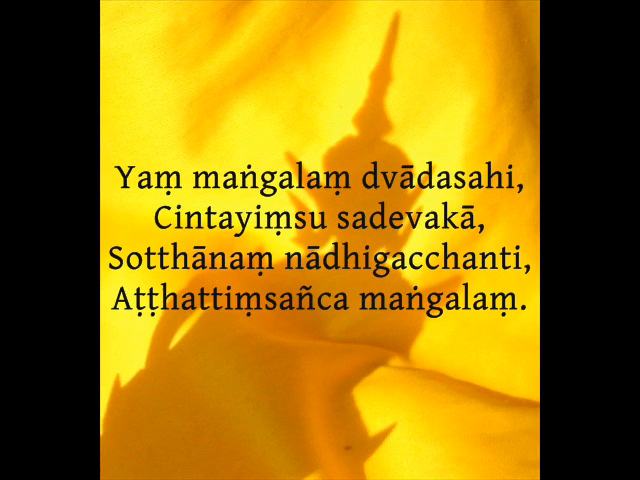 Yaṃ maṅgalaṃ dvādasahi,
Cintayiṃsu sadevakā,
Sotthānaṃ nādhigacchanti,
Aṭṭhattiṃsañca maṅgalaṃ.